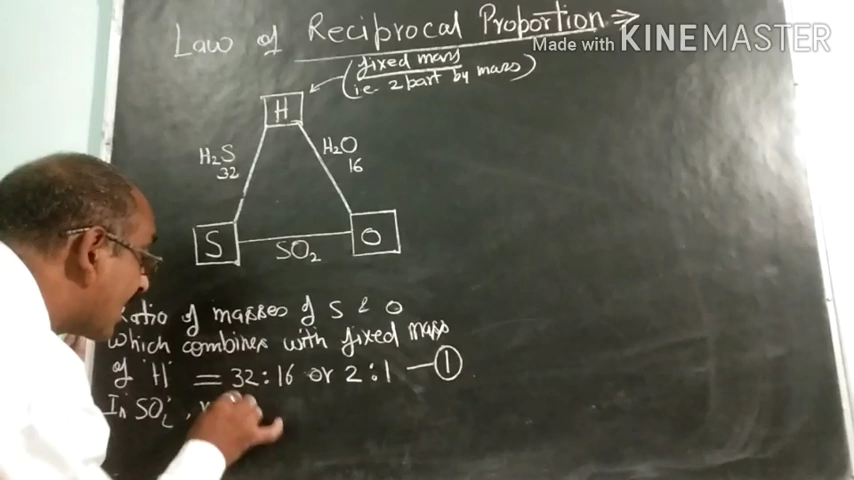 Law of Reciprocal Proportion ⇒
Made with KINEMASTER
(fixed mass
i.e. 2 part by mass)
H
H₂S
32
H₂O
16
S
SO₂
O
Ratio of masses of S & O
which combines with fixed mass
of 'H' = 32:16 or 2:1 — ①
In SO₂,